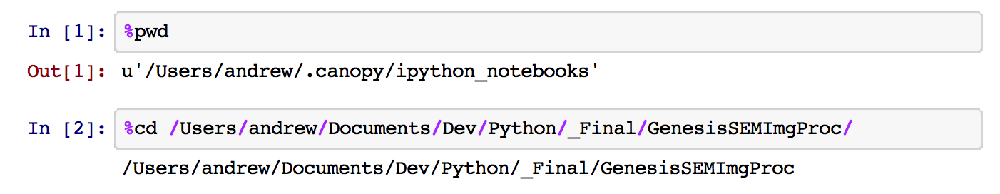 In [1]: %pwd
Out[1]: u'/Users/andrew/.canopy/ipython_notebooks'
In [2]: %cd /Users/andrew/Documents/Dev/Python/_Final/GenesisSEMImgProc/
/Users/andrew/Documents/Dev/Python/_Final/GenesisSEMImgProc